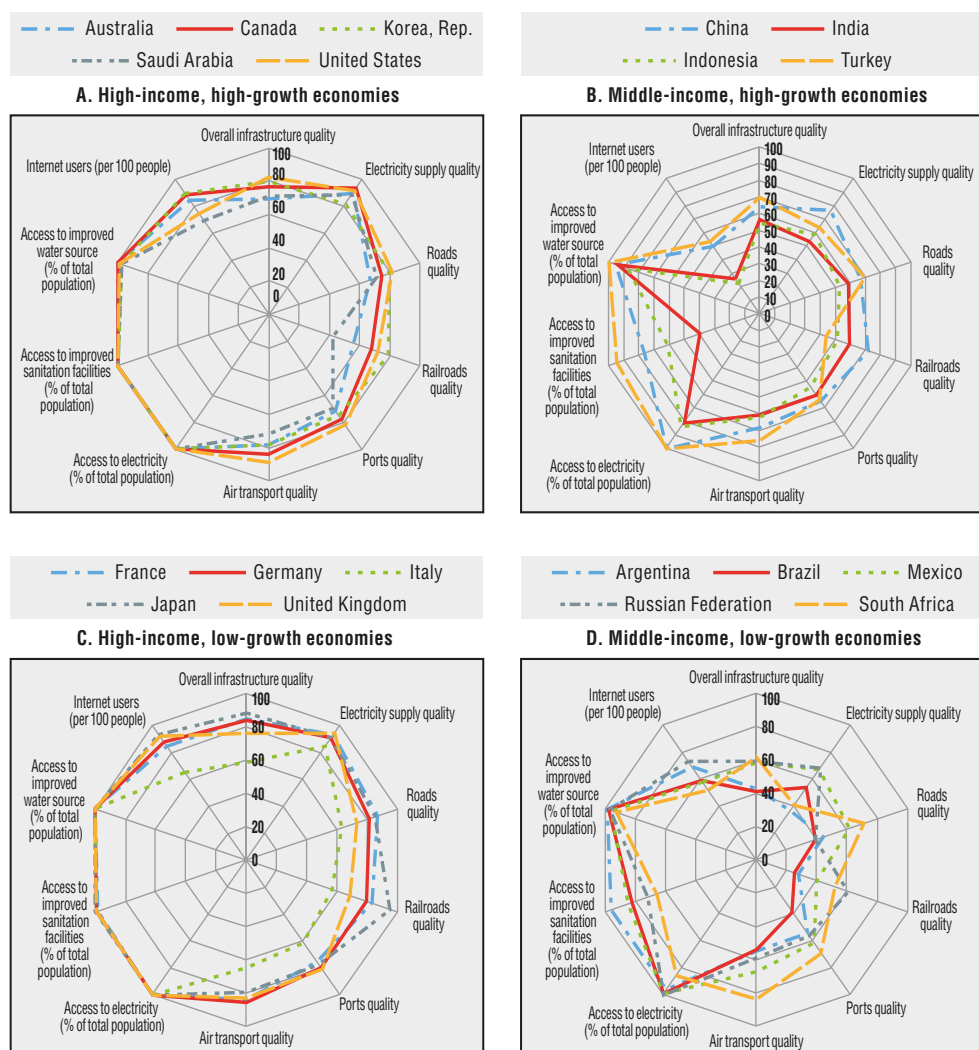 Australia Canada Korea, Rep.
Saudi Arabia United States
A. High-income, high-growth economies
Overall infrastructure quality
Electricity supply quality
Roads
quality
Railroads
quality
Ports quality
Air transport quality
Access to electricity
(% of total population)
Access to improved
sanitation facilities
(% of total
population)
Access to improved
water source
(% of total
population)
Internet users (per 100 people)
100
80
60
40
20
0
China India
Indonesia Turkey
B. Middle-income, high-growth economies
Overall infrastructure quality
Electricity supply quality
Roads
quality
Railroads
quality
Ports quality
Air transport quality
Access to electricity
(% of total population)
Access to
improved
sanitation
facilities
(% of total
population)
Access to
improved
water source
(% of total
population)
Internet users
(per 100 people)
100
90
80
70
60
50
40
30
20
10
0
France Germany Italy
Japan United Kingdom
C. High-income, low-growth economies
Overall infrastructure quality
Electricity supply quality
Roads
quality
Railroads
quality
Ports quality
Air transport quality
Access to electricity
(% of total population)
Access to
improved
sanitation
facilities
(% of total
population)
Access to
improved
water source
(% of total
population)
Internet users
(per 100 people)
100
80
60
40
20
0
Argentina Brazil Mexico
Russian Federation South Africa
D. Middle-income, low-growth economies
Overall infrastructure quality
Electricity supply quality
Roads
quality
Railroads
quality
Ports quality
Air transport quality
Access to electricity
(% of total population)
Access to
improved
sanitation
facilities
(% of total
population)
Access to
improved
water source
(% of total
population)
Internet users
(per 100 people)
100
80
60
40
20
0